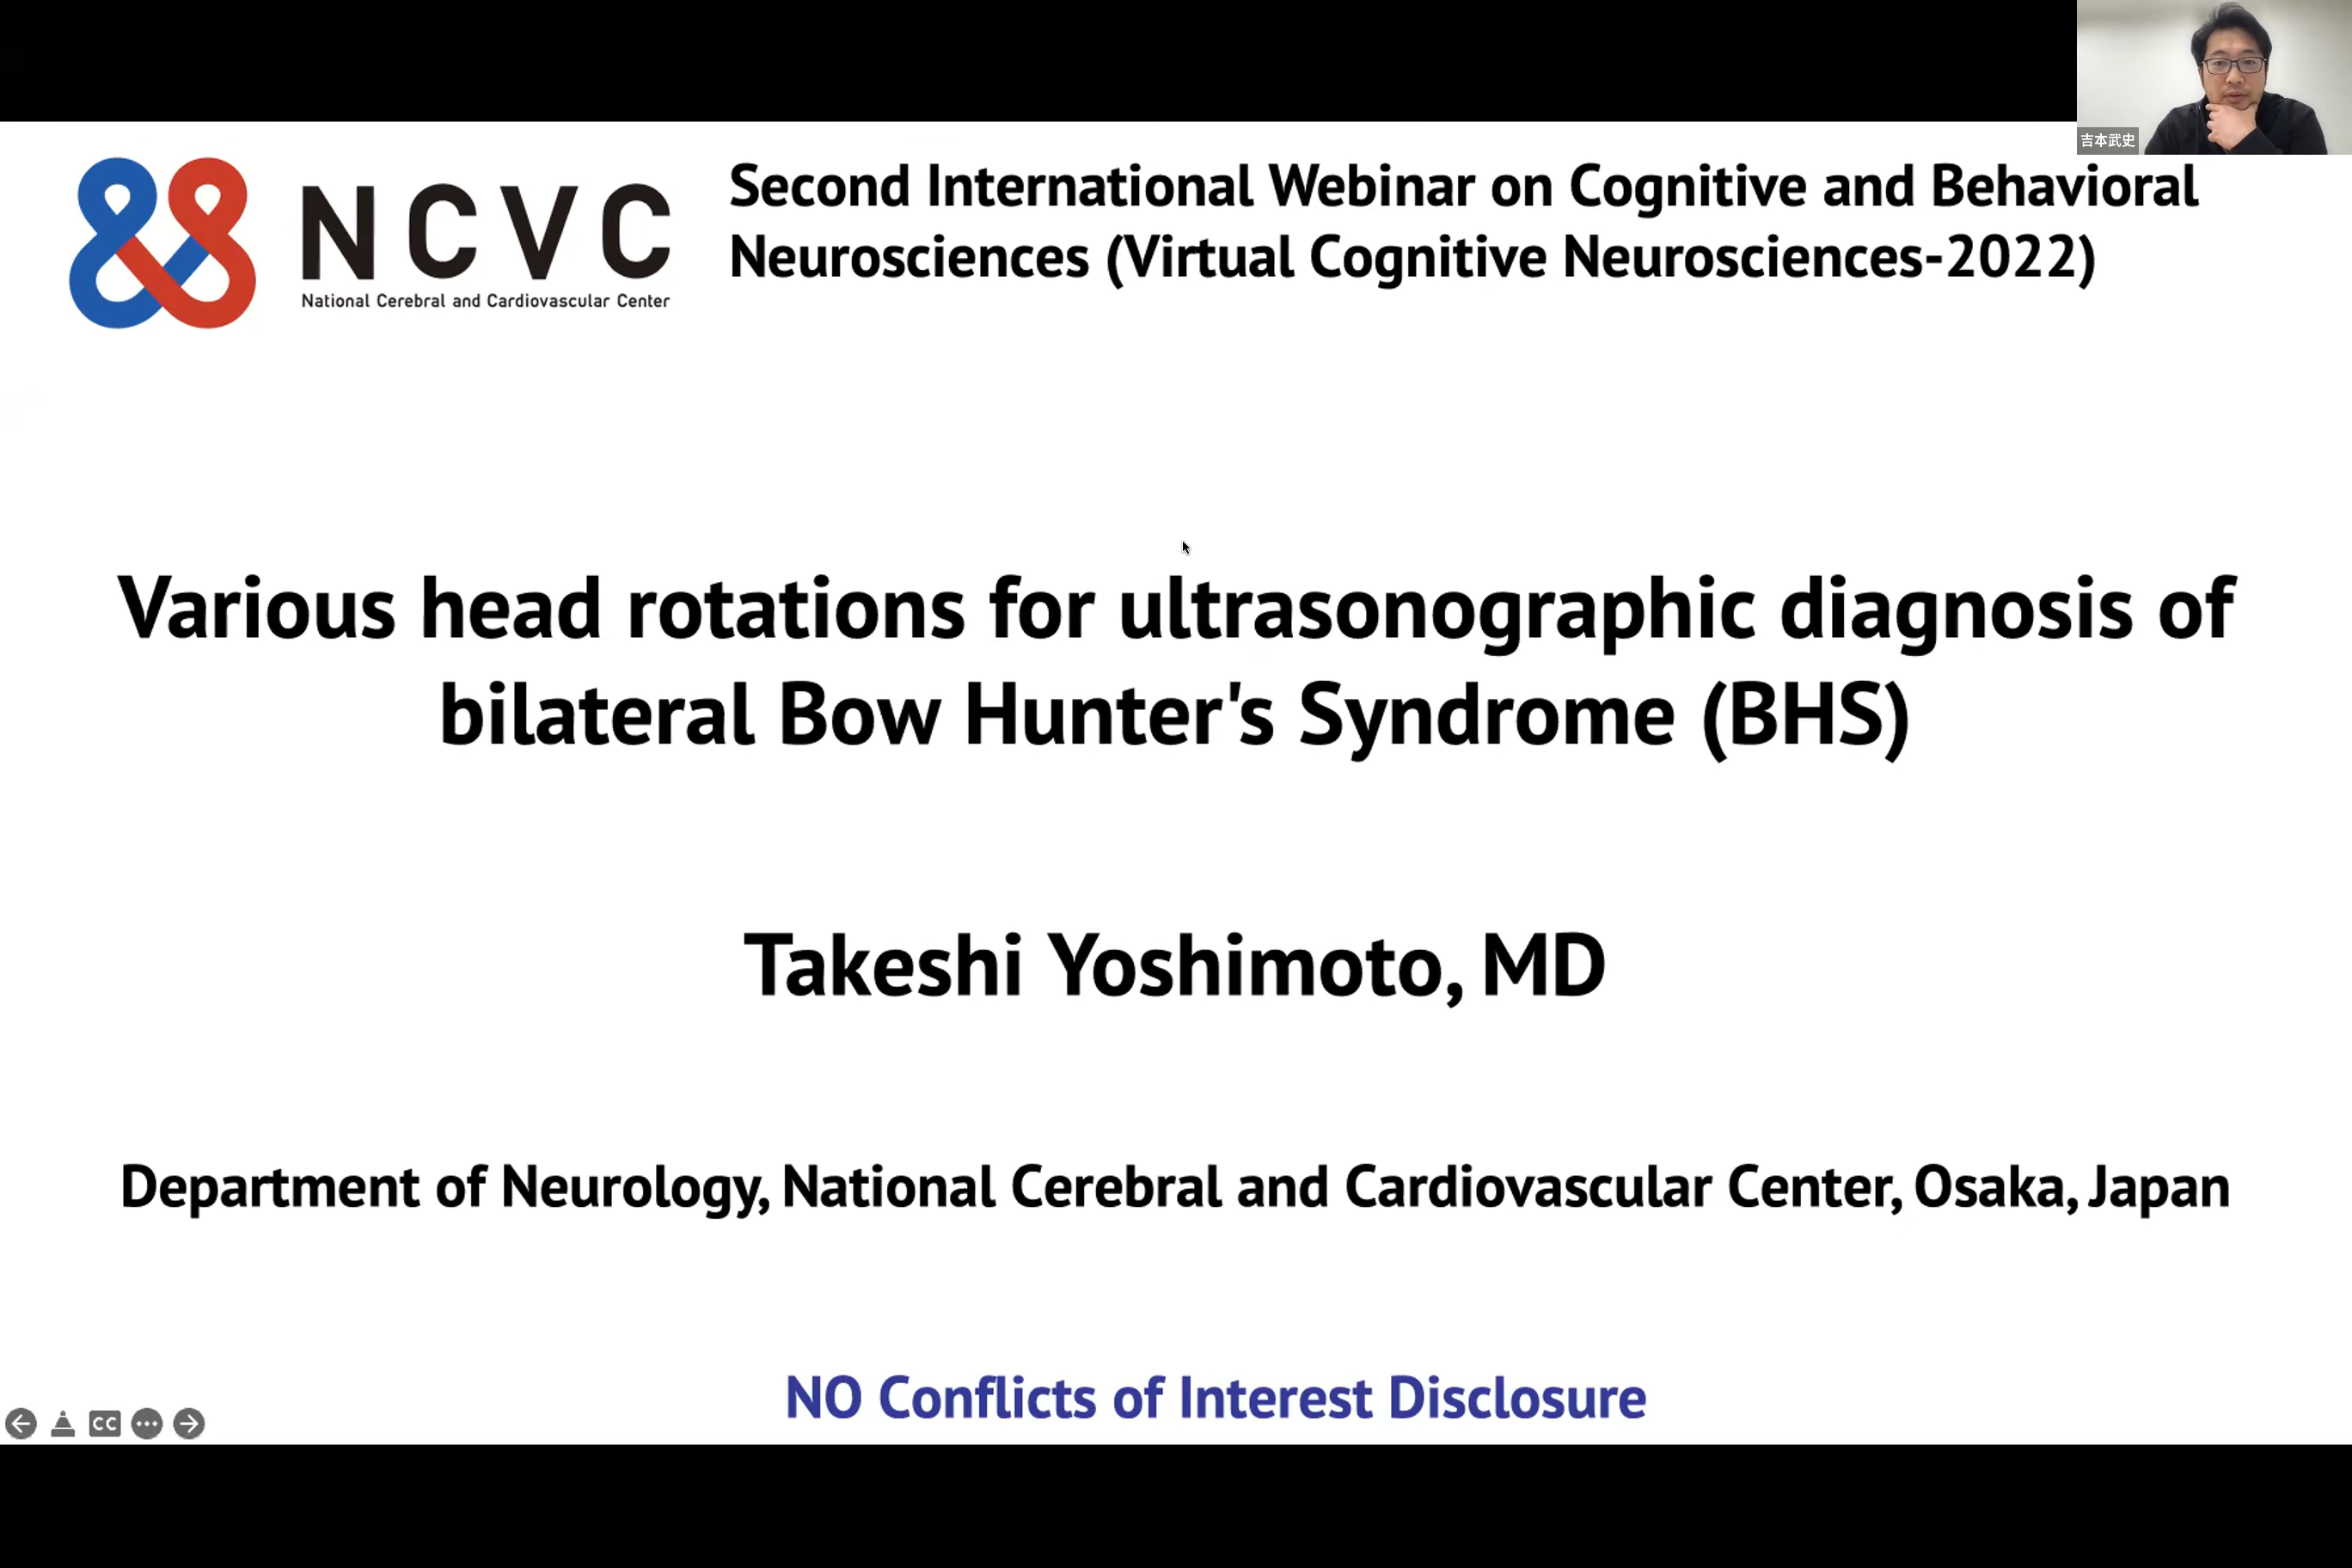 吉本武史
NCVC
National Cerebral and Cardiovascular Center
Second International Webinar on Cognitive and Behavioral
Neurosciences (Virtual Cognitive Neurosciences-2022)
Various head rotations for ultrasonographic diagnosis of
bilateral Bow Hunter's Syndrome (BHS)
Takeshi Yoshimoto, MD
Department of Neurology, National Cerebral and Cardiovascular Center, Osaka, Japan
NO Conflicts of Interest Disclosure
CC